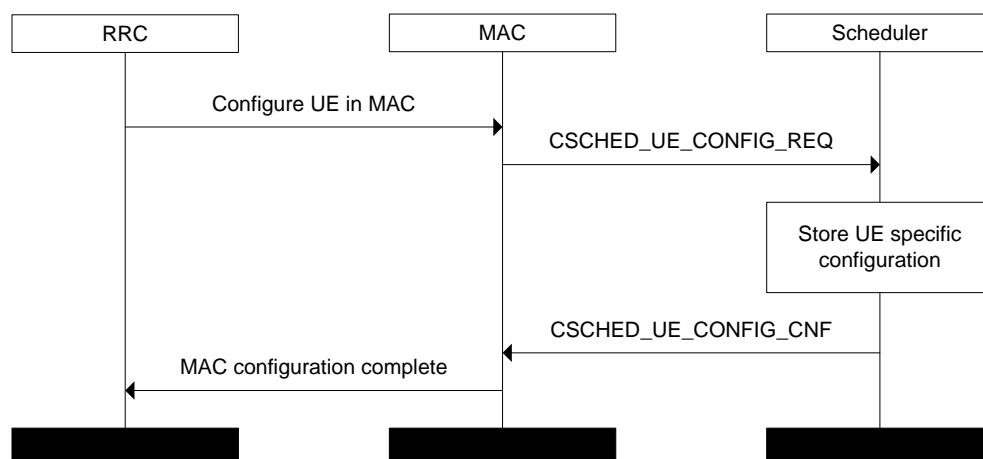 RRC
MAC
Scheduler
Configure UE in MAC
CSCHED_UE_CONFIG_REQ
Store UE specific
configuration
CSCHED_UE_CONFIG_CNF
MAC configuration complete